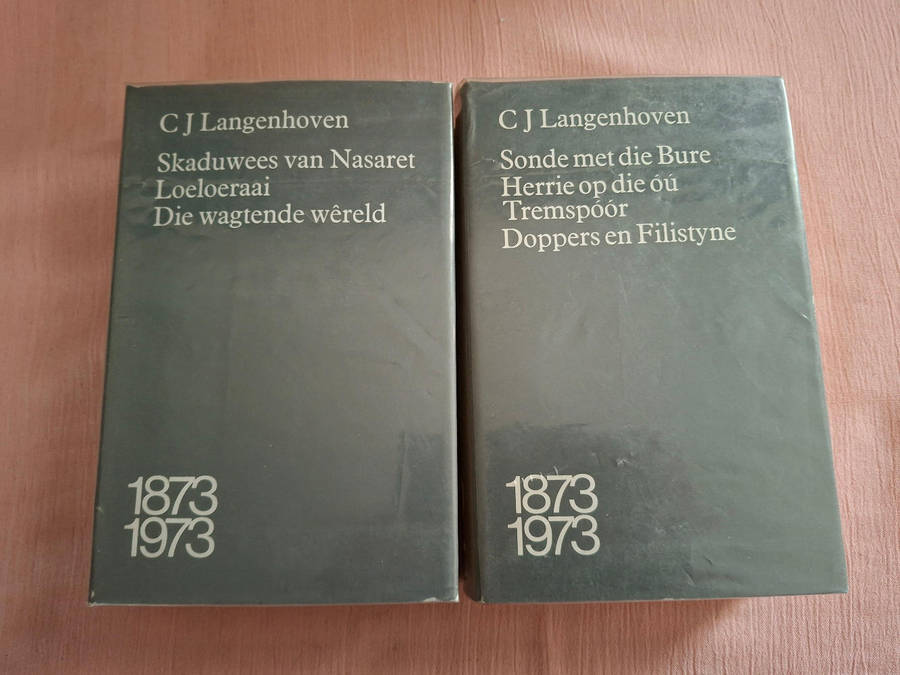 C J Langenhoven
Skaduwees van Nasaret
Loeloeraai
Die wagtende wêreld
1873
1973
C J Langenhoven
Sonde met die Bure
Herrie op die óú
Tremspóór
Doppers en Filistyne
1873
1973